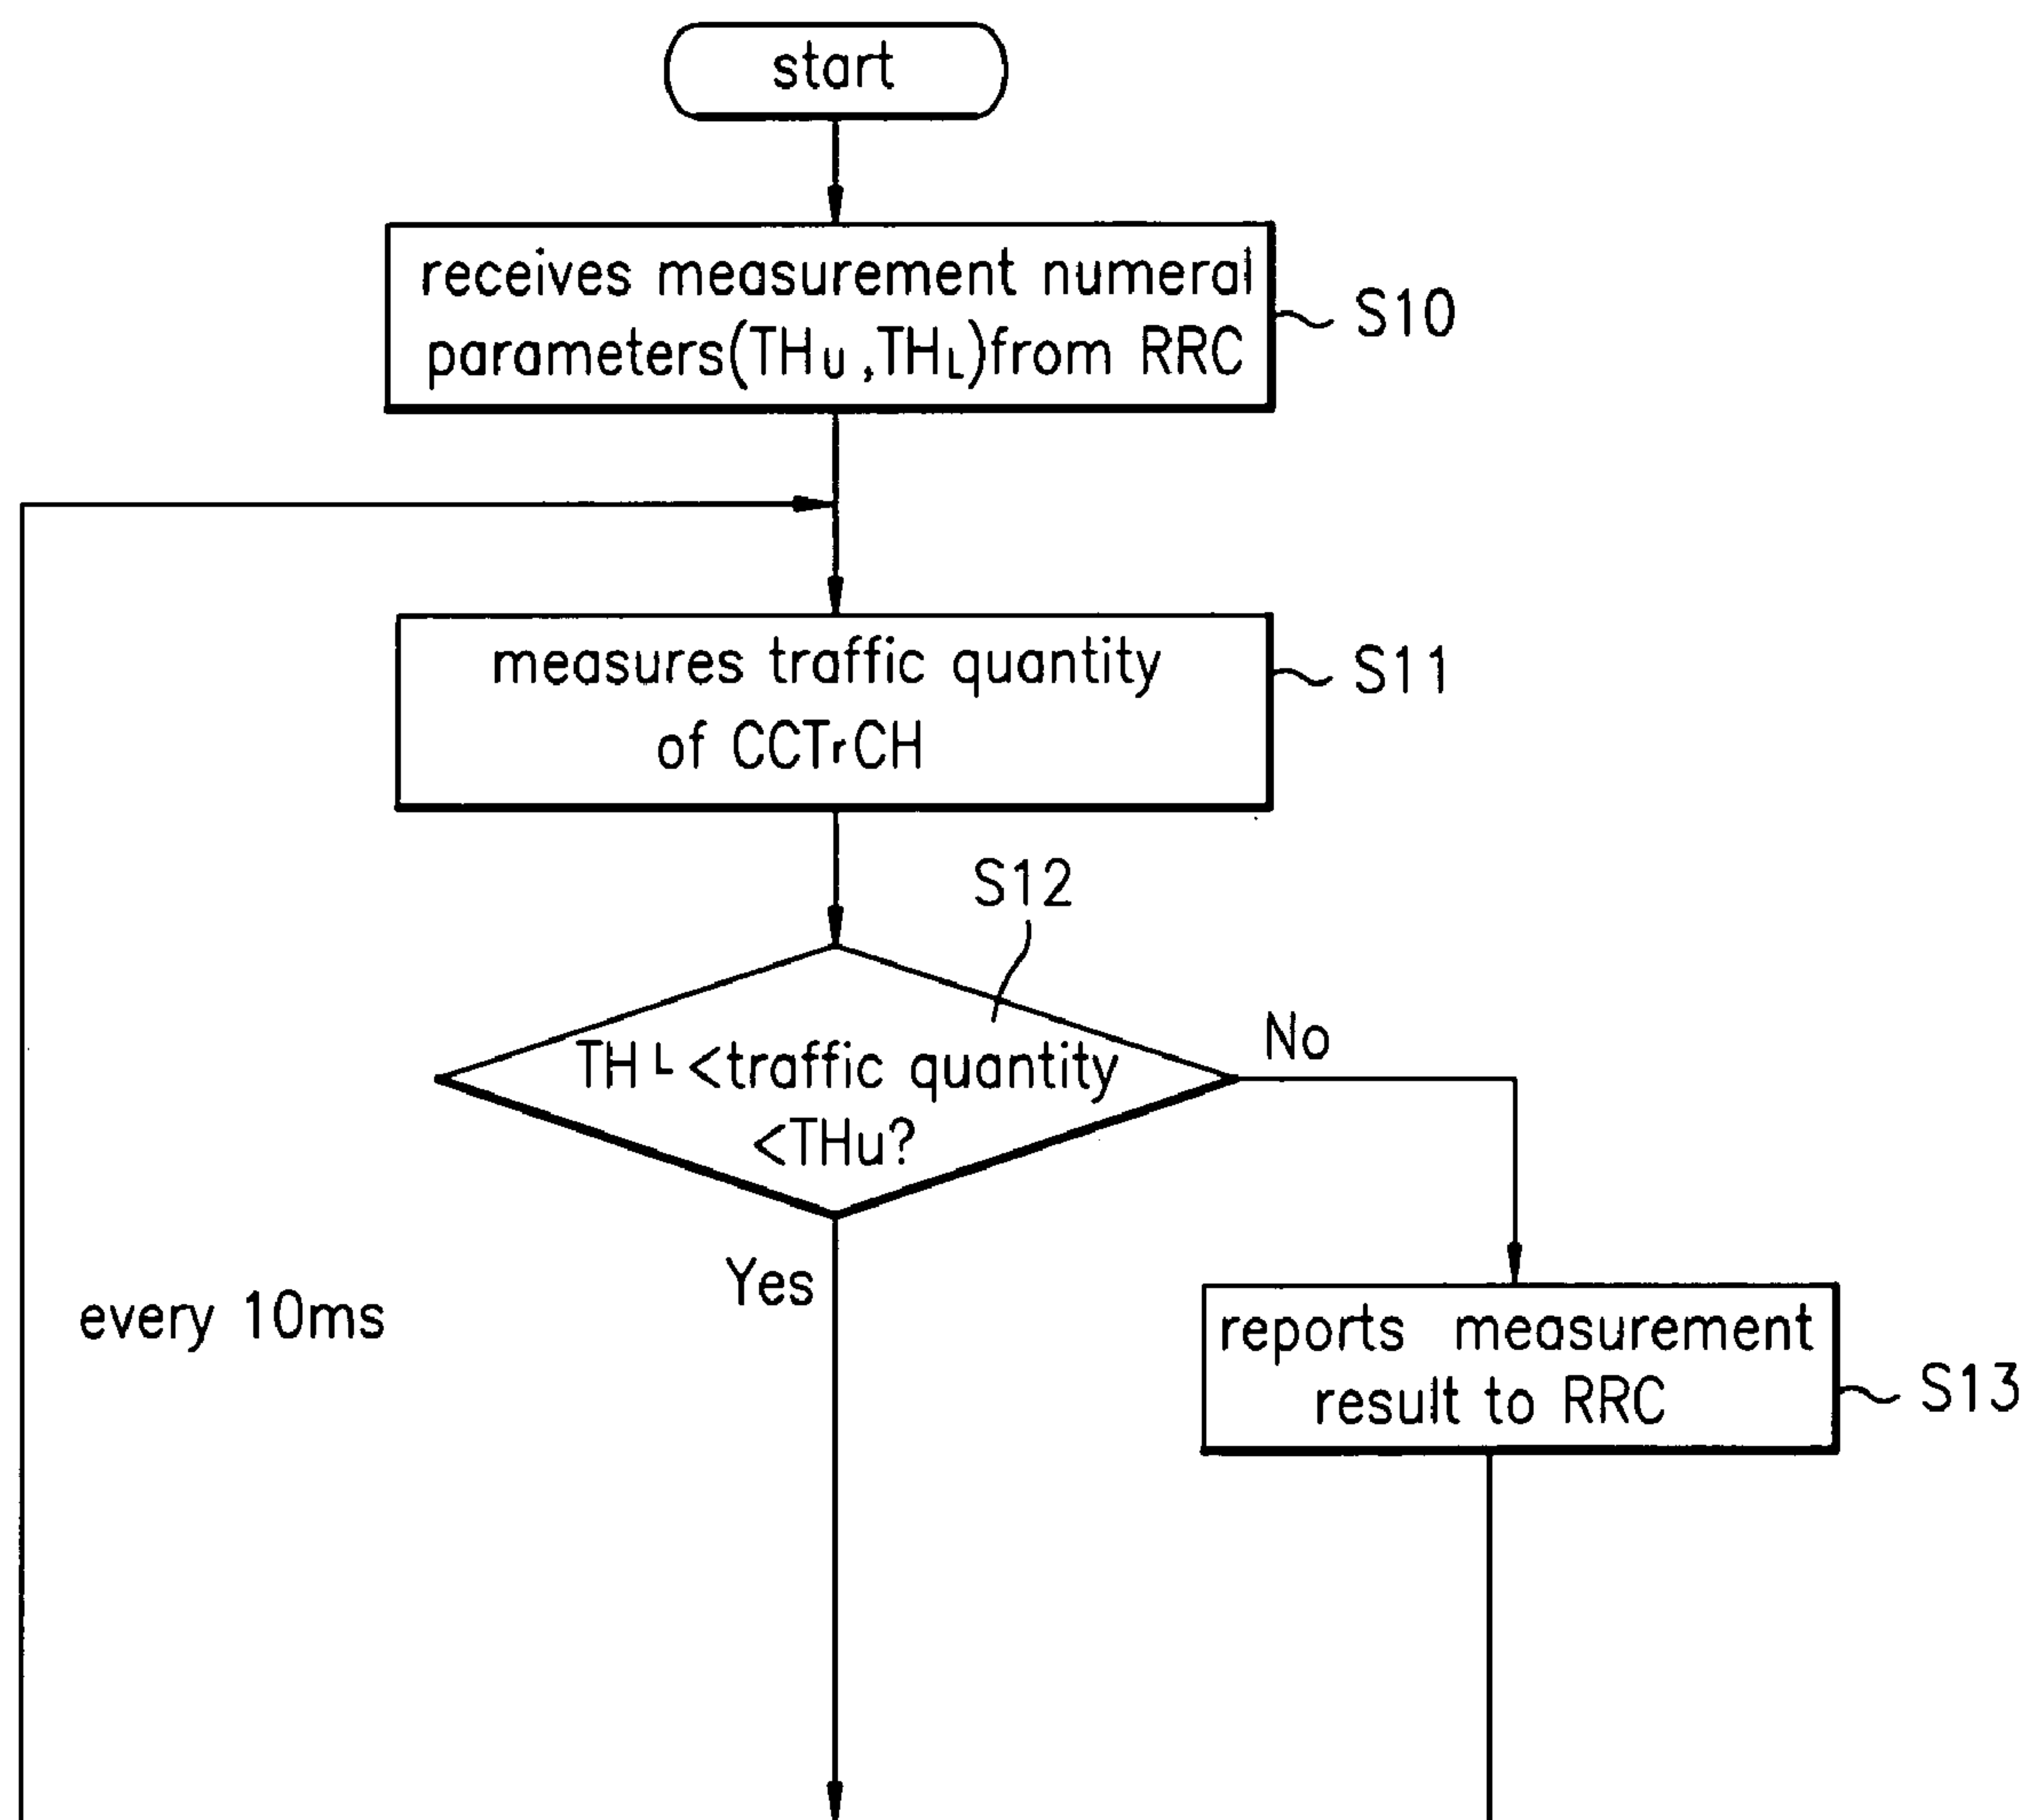 start
receives measurement numeral
parameters(THU,THL)from RRC
S10
measures traffic quantity
of CCTrCH
S11
S12
THL<traffic quantity
<THu?
No
Yes
every 10ms
reports measurement
result to RRC
S13